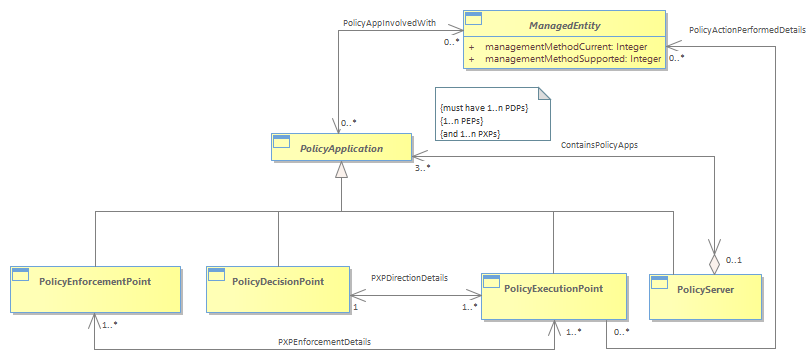 PolicyAppInvolvedWith
ManagedEntity
PolicyActionPerformedDetails
0..*
+ managementMethodCurrent: Integer
+ managementMethodSupported: Integer
0..*
{must have 1..n PDPs}
{1..n PEPs}
{and 1..n PXPs}
0..*
PolicyApplication
ContainsPolicyApps
3..*
0..1
PolicyEnforcementPoint
PolicyDecisionPoint
PXPDirectionDetails
PolicyExecutionPoint
PolicyServer
1
1..*
1..*
1..*
0..*
PXPEnforcementDetails